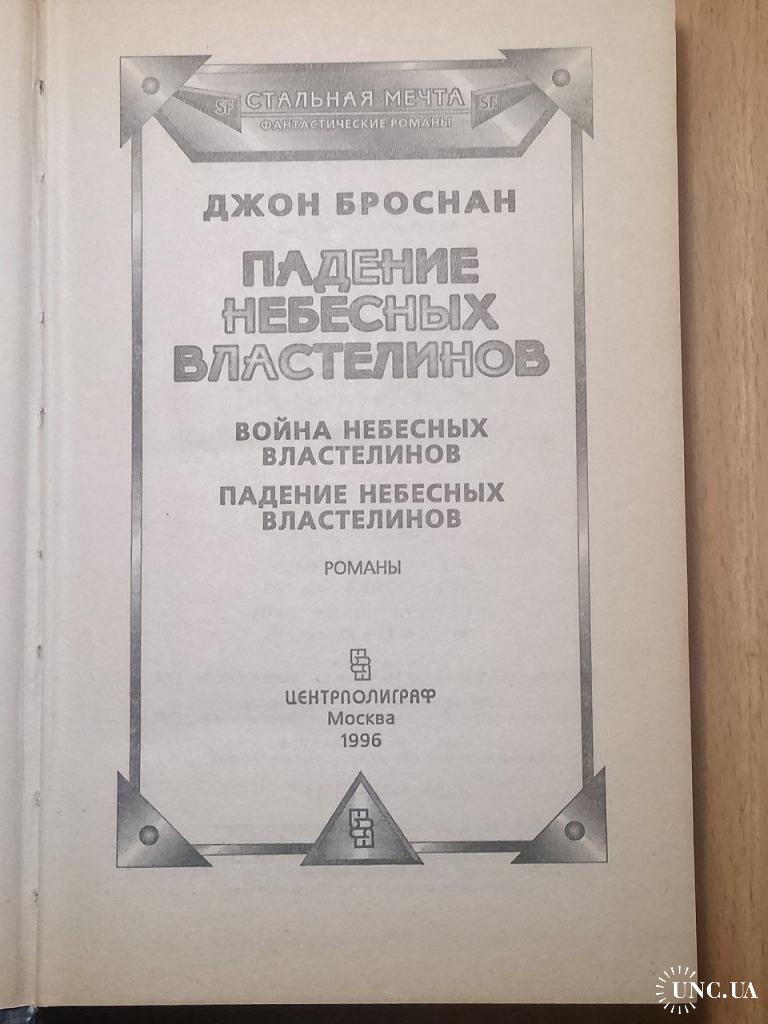 SF СТАЛЬНАЯ МЕЧТА SF
ФАНТАСТИЧЕСКИЕ РОМАНЫ
ДЖОН БРОСНАН
ПАДЕНИЕ
НЕБЕСНЫХ
ВЛАСТЕЛИНОВ
ВОЙНА НЕБЕСНЫХ
ВЛАСТЕЛИНОВ
ПАДЕНИЕ НЕБЕСНЫХ
ВЛАСТЕЛИНОВ
РОМАНЫ
ЦЕНТРПОЛИГРАФ
Москва
1996
UNC.UA